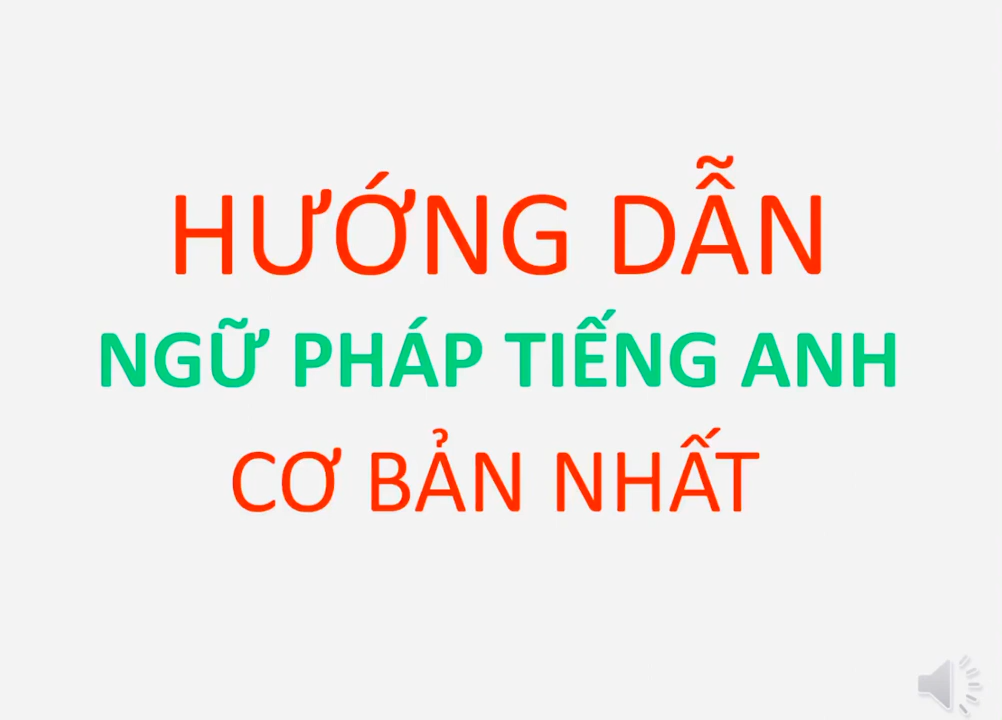 HƯỚNG DẪN
NGỮ PHÁP TIẾNG ANH
CƠ BẢN NHẤT